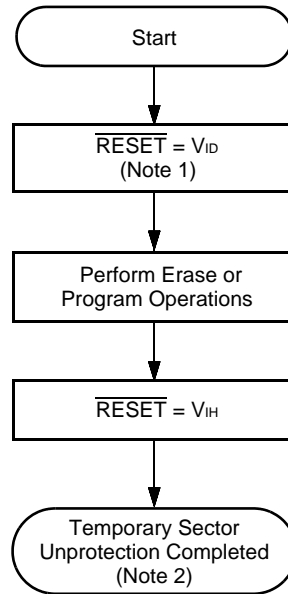 Start
RESET = VID
(Note 1)
Perform Erase or
Program Operations
RESET = VIH
Temporary Sector
Unprotection Completed
(Note 2)